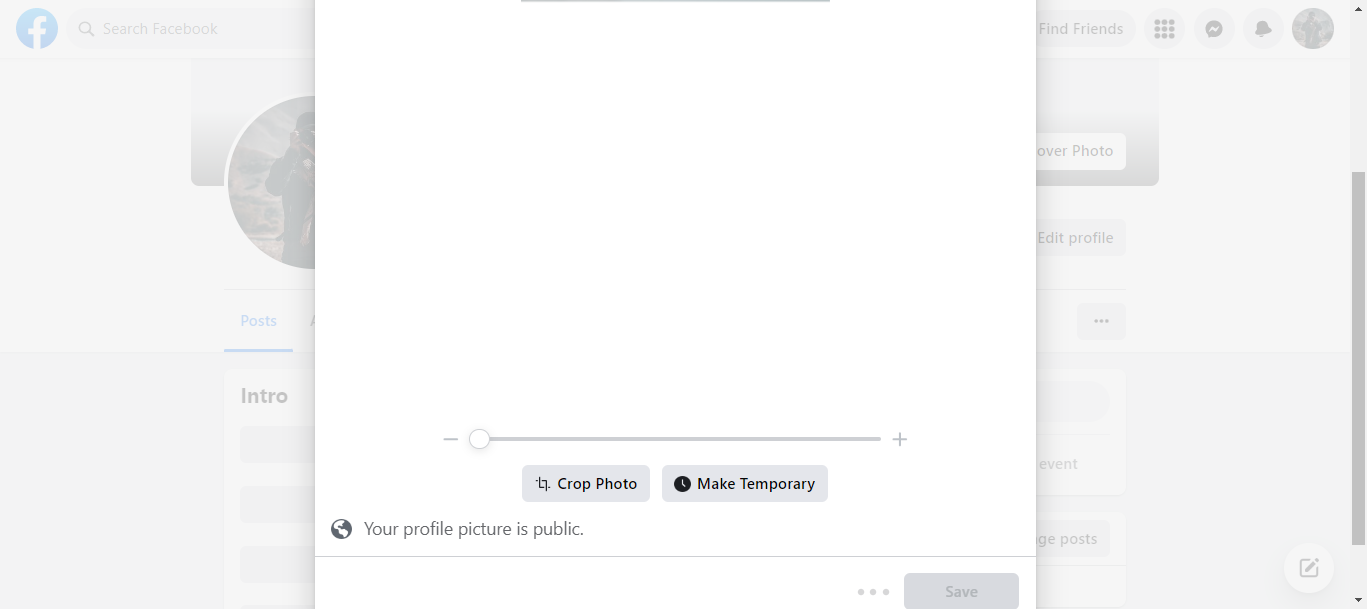 Search Facebook
Find Friends
over Photo
Edit profile
Posts
Intro
event
ge posts
Crop Photo
Make Temporary
Your profile picture is public.
Save